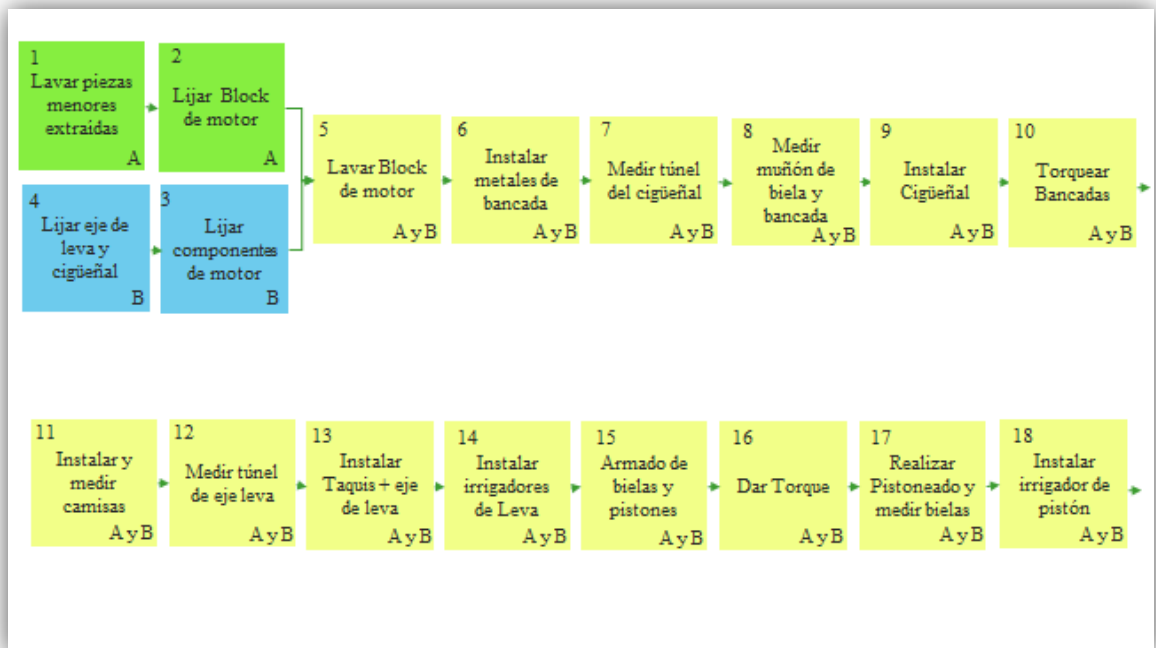 1
Lavar piezas
menores
extraidas
A
2
Lijar Block
de motor
A
4
Lijar eje de
leva y
cigüeñal
B
3
Lijar
componentes
de motor
B
5
Lavar Block
de motor
A y B
6
Instalar
metales de
bancada
A y B
7
Medir túnel
del cigüeñal
A y B
8
Medir
muñón de
biela y
bancada
A y B
9
Instalar
Cigüeñal
A y B
10
Torquear
Bancadas
A y B
11
Instalar y
medir
camisas
A y B
12
Medir túnel
de eje leva
A y B
13
Instalar
Taquis + eje
de leva
A y B
14
Instalar
irrigadores
de Leva
A y B
15
Armado de
bielas y
pistones
A y B
16
Dar Torque
A y B
17
Realizar
Pistoneado y
medir bielas
A y B
18
Instalar
irrigador de
pistón
A y B